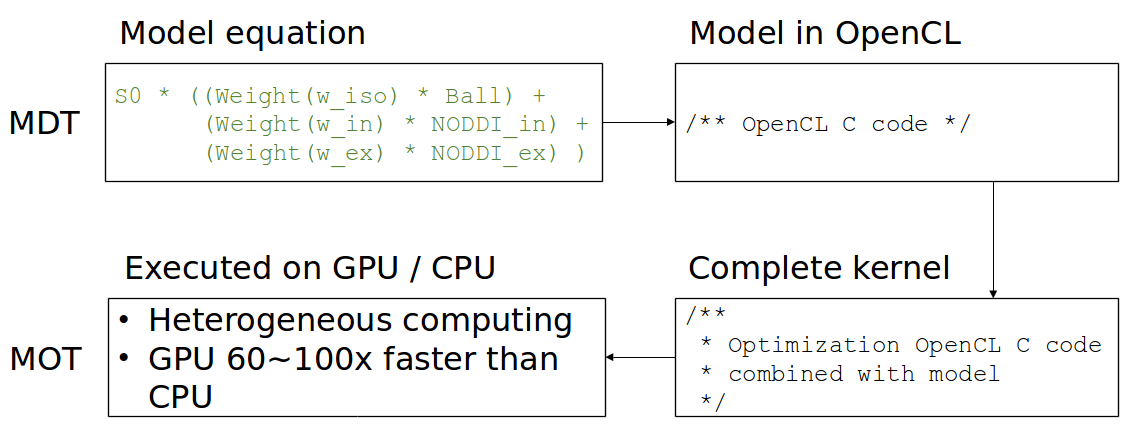 Model equation
Model in OpenCL
MDT
S0 * ((Weight(w_iso) * Ball) +
(Weight(w_in) * NODDI_in) +
(Weight(w_ex) * NODDI_ex) )
/** OpenCL C code */
Executed on GPU / CPU
Complete kernel
MOT
• Heterogeneous computing
• GPU 60~100x faster than
CPU
/**
* Optimization OpenCL C code
* combined with model
*/